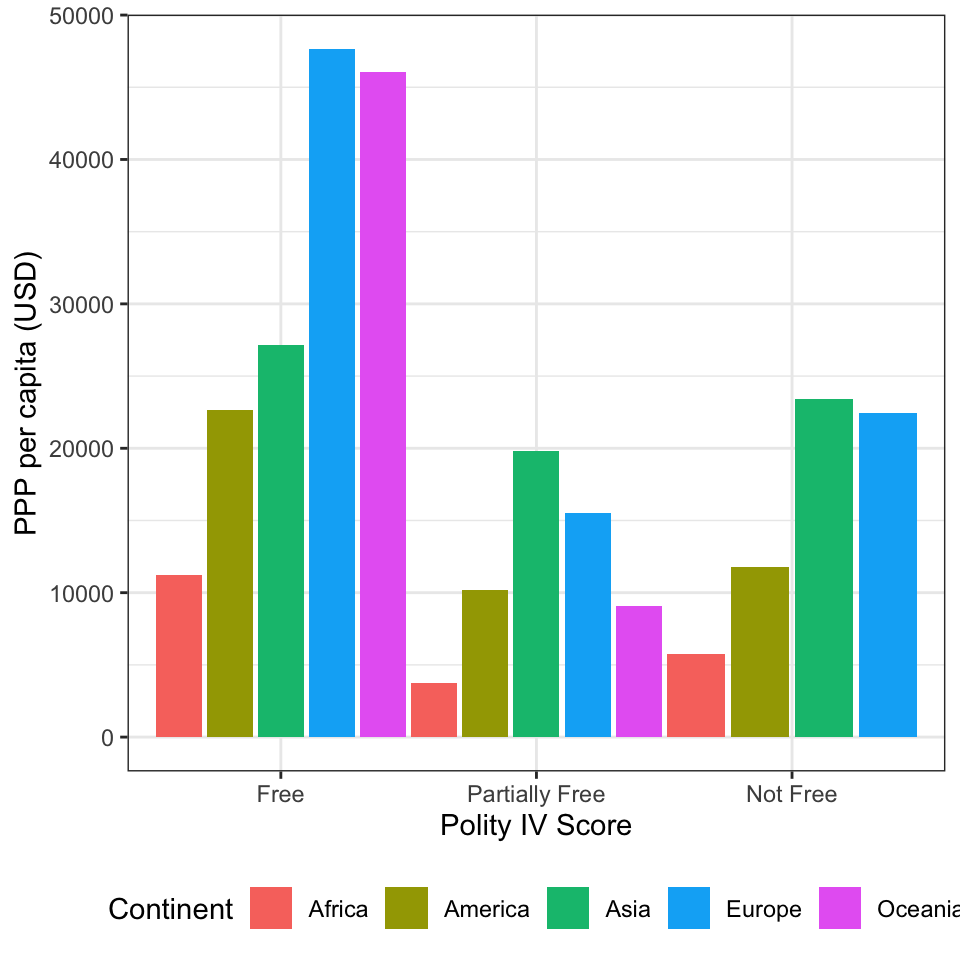 50000
40000
30000
20000
10000
0
PPP per capita (USD)
Free Partially Free Not Free
Polity IV Score
Continent Africa America Asia Europe Oceania